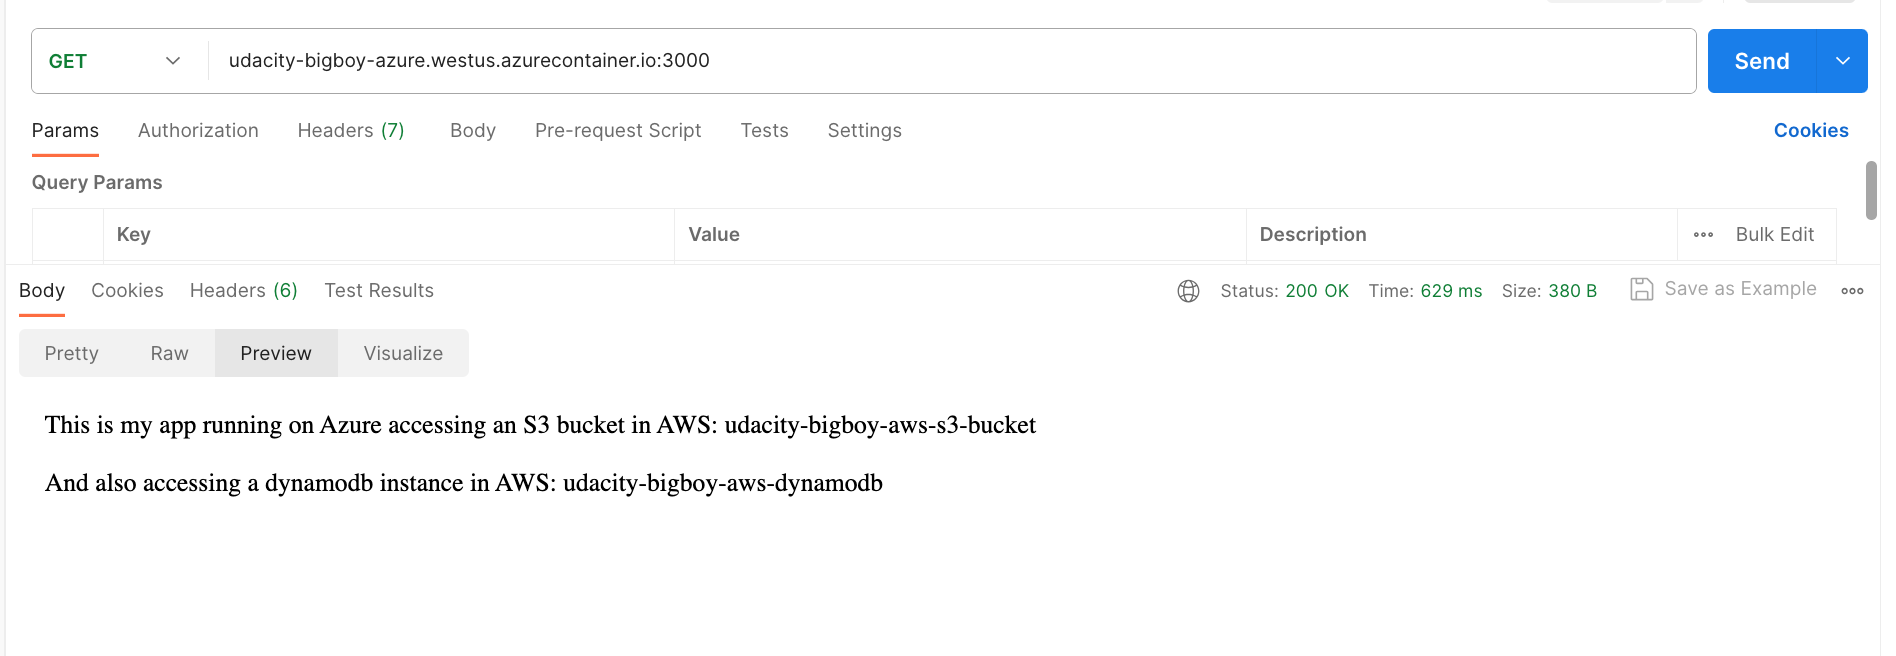 GET udacity-bigboy-azure.westus.azurecontainer.io:3000 Send
Params Authorization Headers (7) Body Pre-request Script Tests Settings Cookies
Query Params
Key Value Description Bulk Edit
Body Cookies Headers (6) Test Results Status: 200 OK Time: 629 ms Size: 380 B Save as Example
Pretty Raw Preview Visualize
This is my app running on Azure accessing an S3 bucket in AWS: udacity-bigboy-aws-s3-bucket
And also accessing a dynamodb instance in AWS: udacity-bigboy-aws-dynamodb